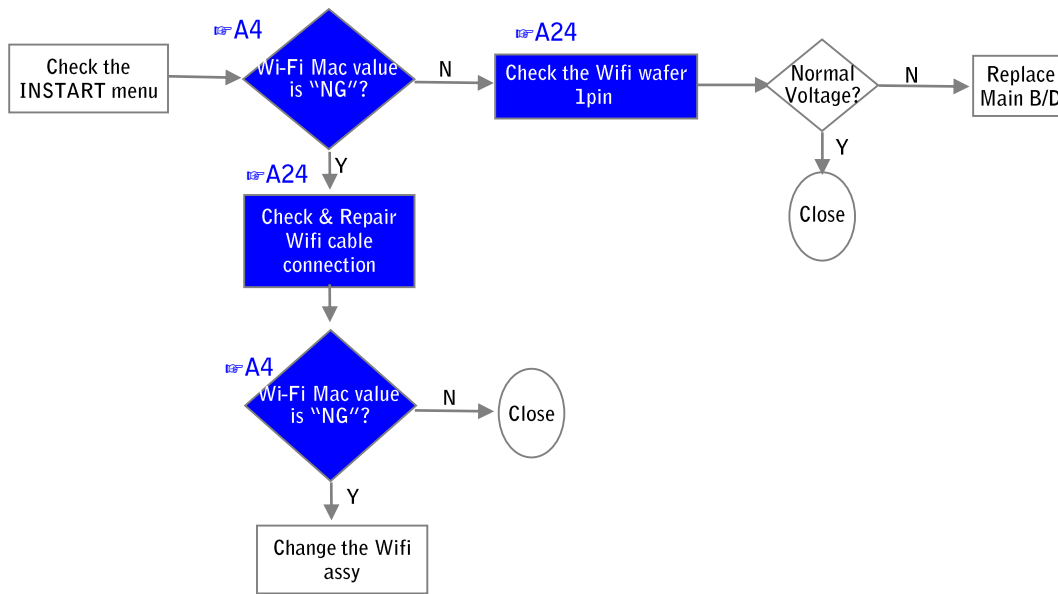 ☞A4
☞A24
Check the
INSTART menu
Wi-Fi Mac value
is “NG”?
N
Check the Wifi wafer
1pin
Normal
Voltage?
N
Replace
Main B/D
Y
☞A24
Y
Check & Repair
Wifi cable
connection
Close
☞A4
Wi-Fi Mac value
is “NG”?
N
Close
Y
Change the Wifi
assy